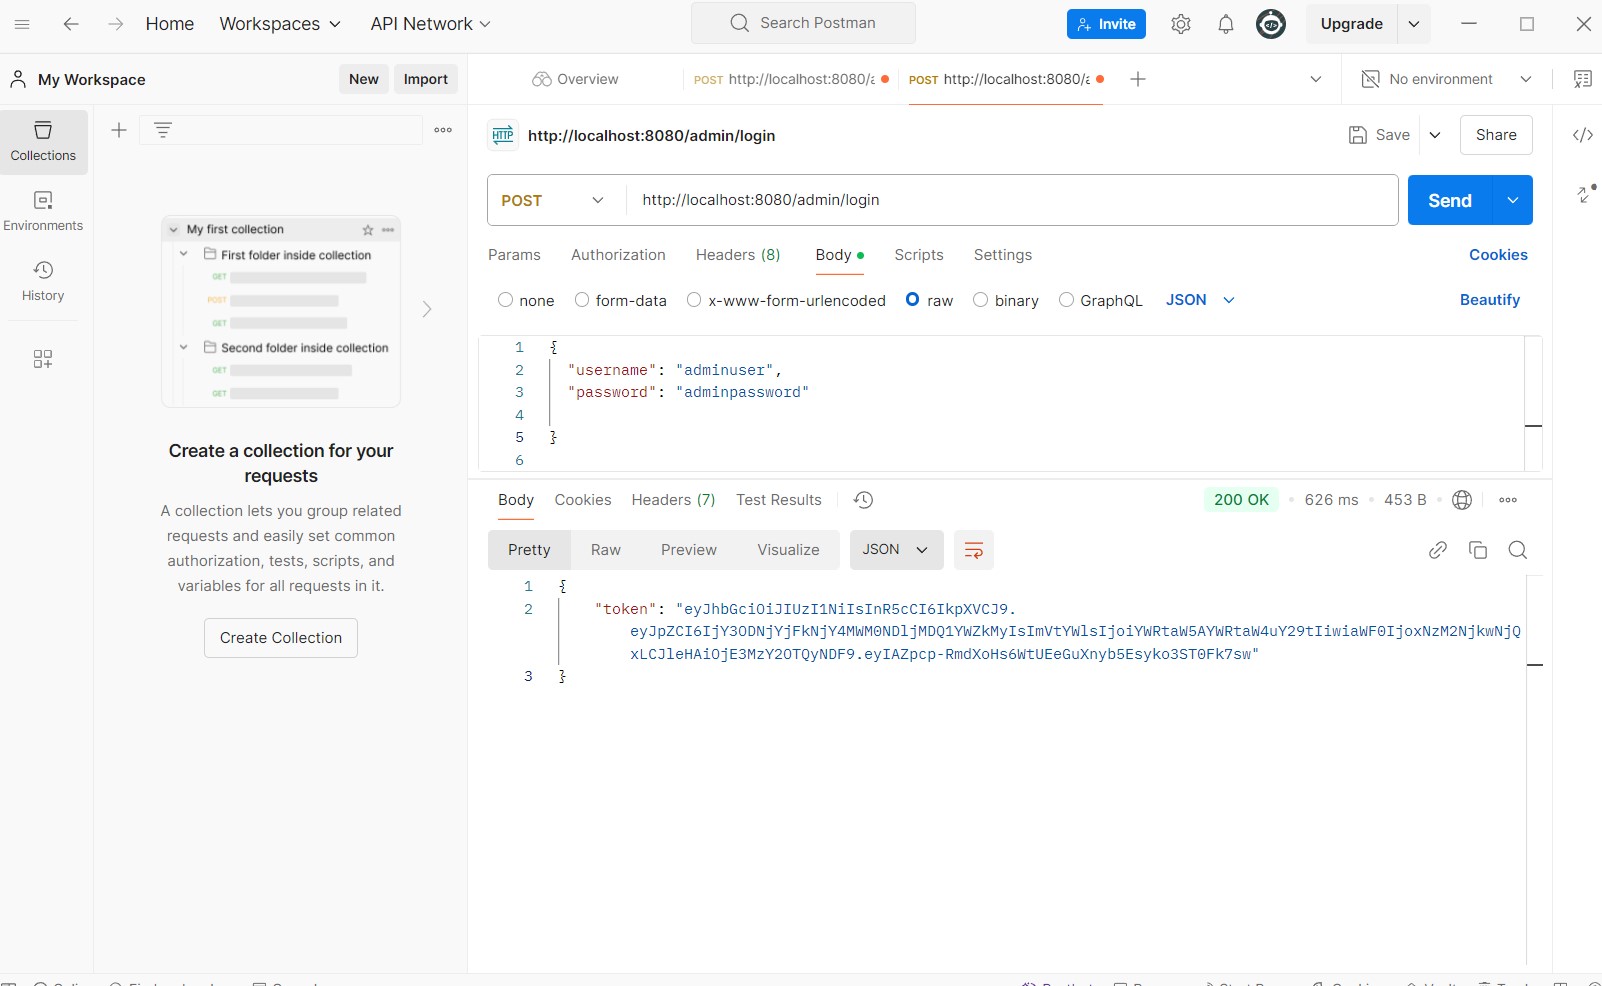 Home Workspaces API Network Search Postman Invite Upgrade
My Workspace New Import Overview POST http://localhost:8080/a POST http://localhost:8080/a No environment
Collections
Environments
History
My first collection
First folder inside collection
GET
POST
GET
Second folder inside collection
GET
GET
Create a collection for your
requests
A collection lets you group related
requests and easily set common
authorization, tests, scripts, and
variables for all requests in it.
Create Collection
HTTP http://localhost:8080/admin/login Save Share
POST http://localhost:8080/admin/login Send
Params Authorization Headers (8) Body Scripts Settings Cookies
none form-data x-www-form-urlencoded raw binary GraphQL JSON Beautify
1 {
2 "username": "adminuser",
3 "password": "adminpassword"
4
5 }
6
Body Cookies Headers (7) Test Results 200 OK 626 ms 453 B
Pretty Raw Preview Visualize JSON
1 {
2 "token": "eyJhbGciOiJIUzI1NiIsInR5cCI6IkpXVCJ9.
eyJpZCI6IjY3ODNjYjFkNjY4MWM0NDljMDQ1YWZkMyIsImVtYWlsIjoiYWRtaW5AYWRtaW4uY29tIiwiaWF0IjoxNzM2NjkwNjQ
xLCJleHAiOjE3MzY2OTQyNDF9.eyIAZpcp-RmdXoHs6WtUEeGuXnyb5Esyko3ST0Fk7sw"
3 }